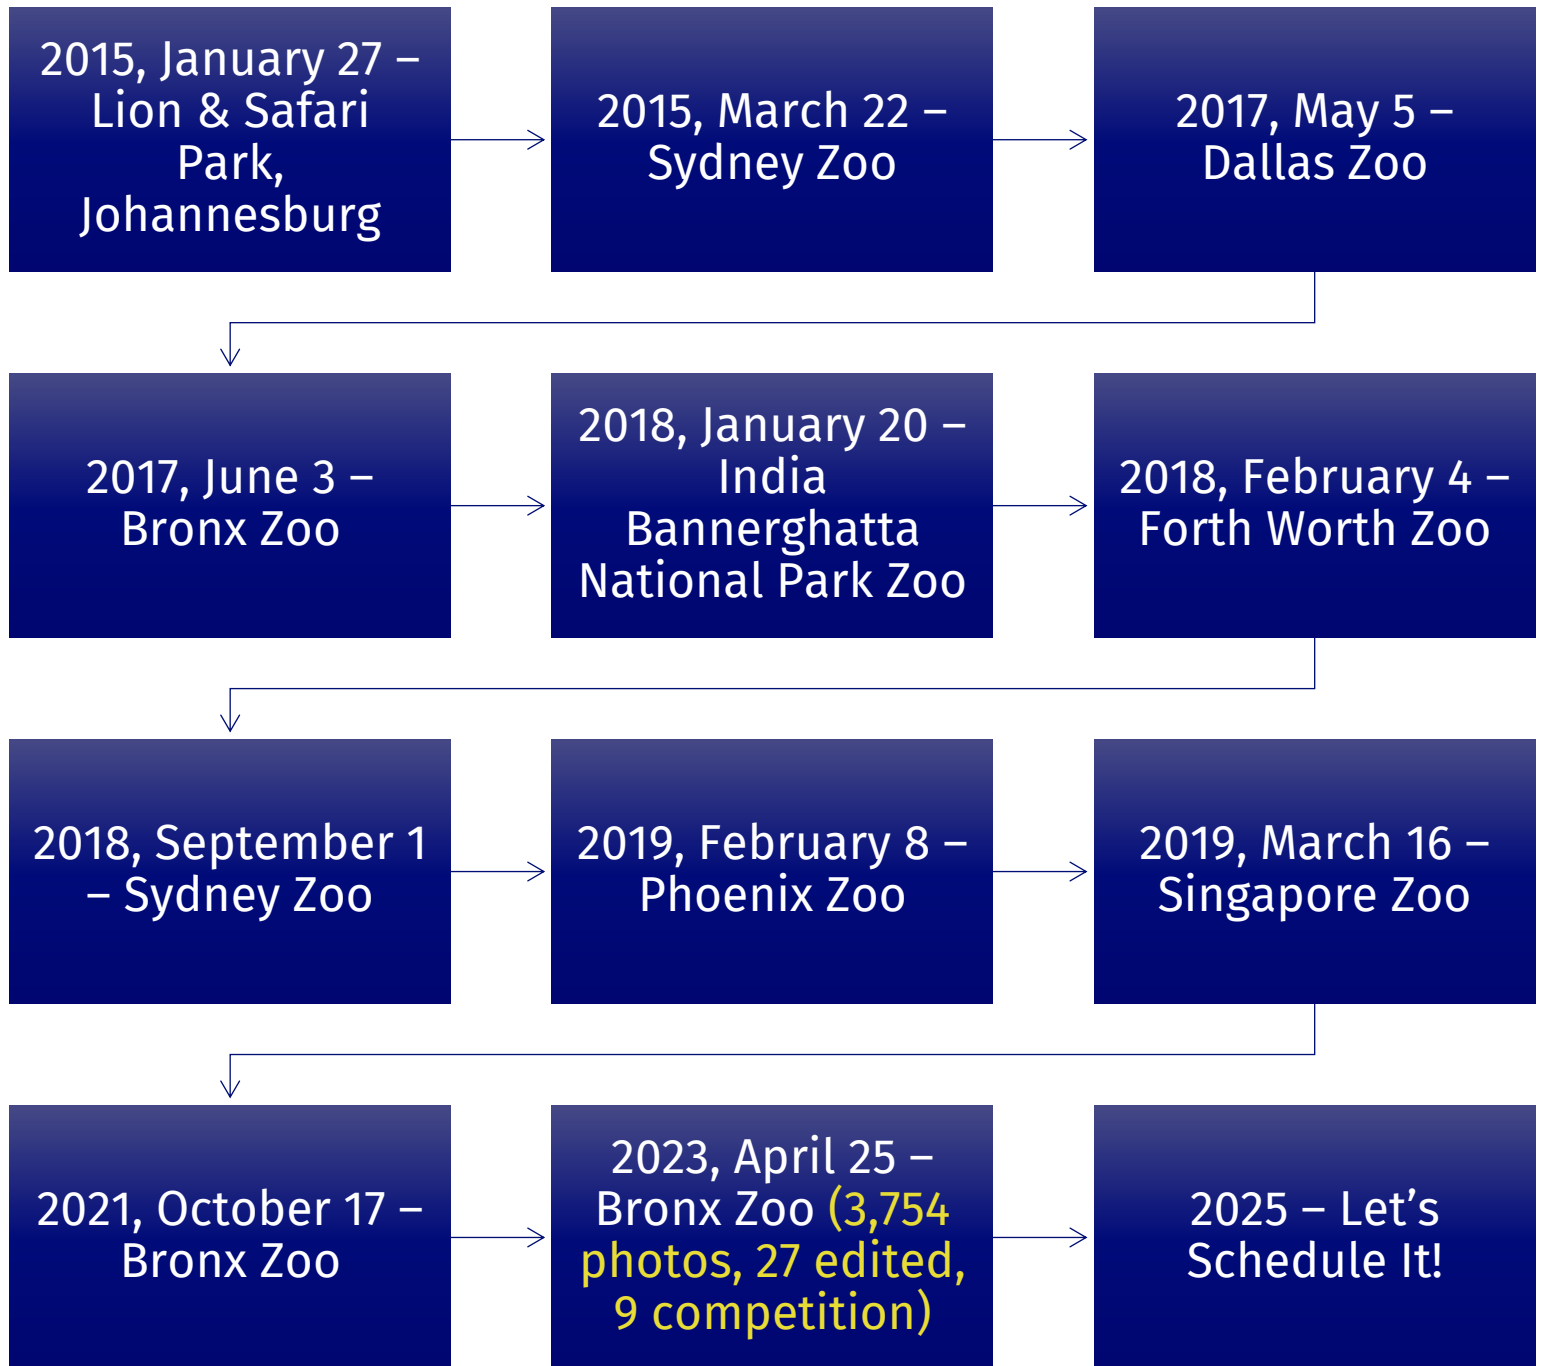 2015, January 27 –
Lion & Safari
Park,
Johannesburg
2015, March 22 –
Sydney Zoo
2017, May 5 –
Dallas Zoo
2017, June 3 –
Bronx Zoo
2018, January 20 –
India
Bannerghatta
National Park Zoo
2018, February 4 –
Forth Worth Zoo
2018, September 1
– Sydney Zoo
2019, February 8 –
Phoenix Zoo
2019, March 16 –
Singapore Zoo
2021, October 17 –
Bronx Zoo
2023, April 25 –
Bronx Zoo (3,754
photos, 27 edited,
9 competition)
2025 – Let’s
Schedule It!